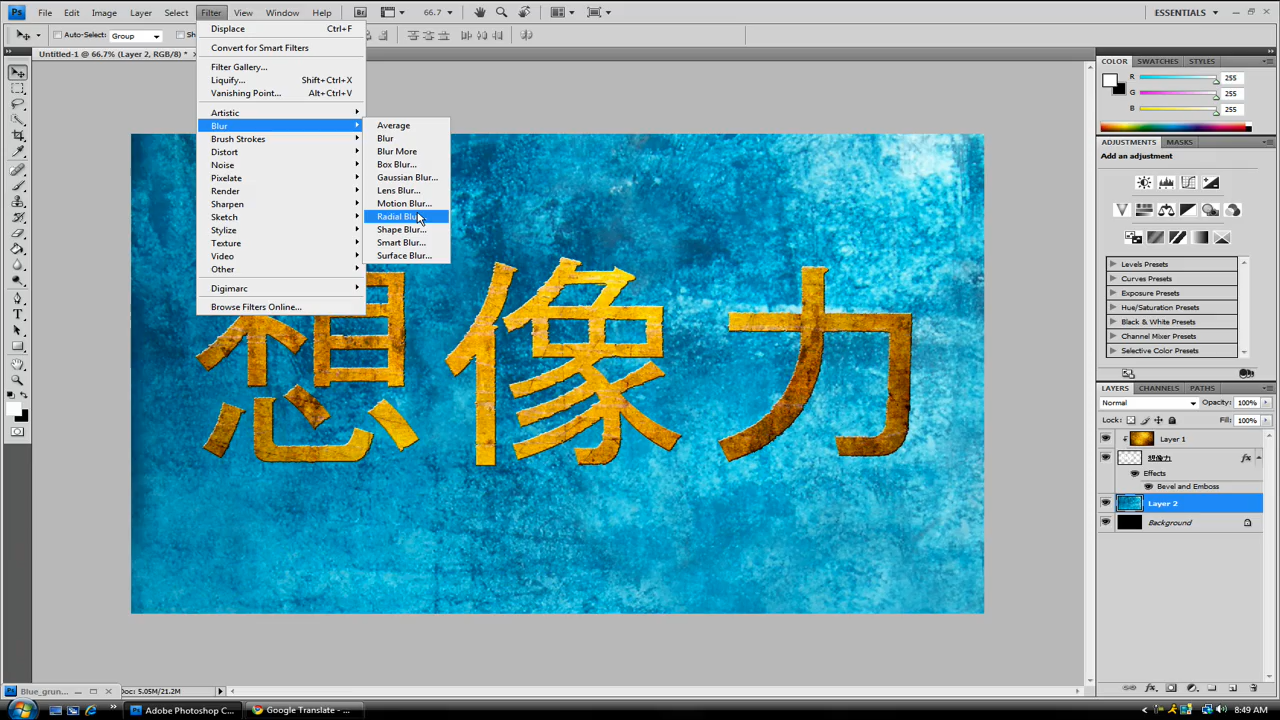 File Edit Image Layer Select Filter View Window Help 66.7 ESSENTIALS
Auto-Select: Group
Untitled-1 @ 66.7% (Layer 2, RGB/8) *
Displace Ctrl+F
Convert for Smart Filters
Filter Gallery...
Liquify... Shift+Ctrl+X
Vanishing Point... Alt+Ctrl+V
Artistic
Blur
Brush Strokes
Distort
Noise
Pixelate
Render
Sharpen
Sketch
Stylize
Texture
Video
Other
Digimarc
Browse Filters Online...
Average
Blur
Blur More
Box Blur...
Gaussian Blur...
Lens Blur...
Motion Blur...
Radial Blur...
Shape Blur...
Smart Blur...
Surface Blur...
想像力
COLOR SWATCHES STYLES
R 255
G 255
B 255
ADJUSTMENTS MASKS
Add an adjustment
Levels Presets
Curves Presets
Exposure Presets
Hue/Saturation Presets
Black & White Presets
Channel Mixer Presets
Selective Color Presets
LAYERS CHANNELS PATHS
Normal Opacity: 100%
Lock: Fill: 100%
Layer 1
想像力 fx
Effects
Bevel and Emboss
Layer 2
Background
Blue_grun...
Doc: 5.05M/21.2M
Adobe Photoshop C... Google Translate - ... 8:49 AM